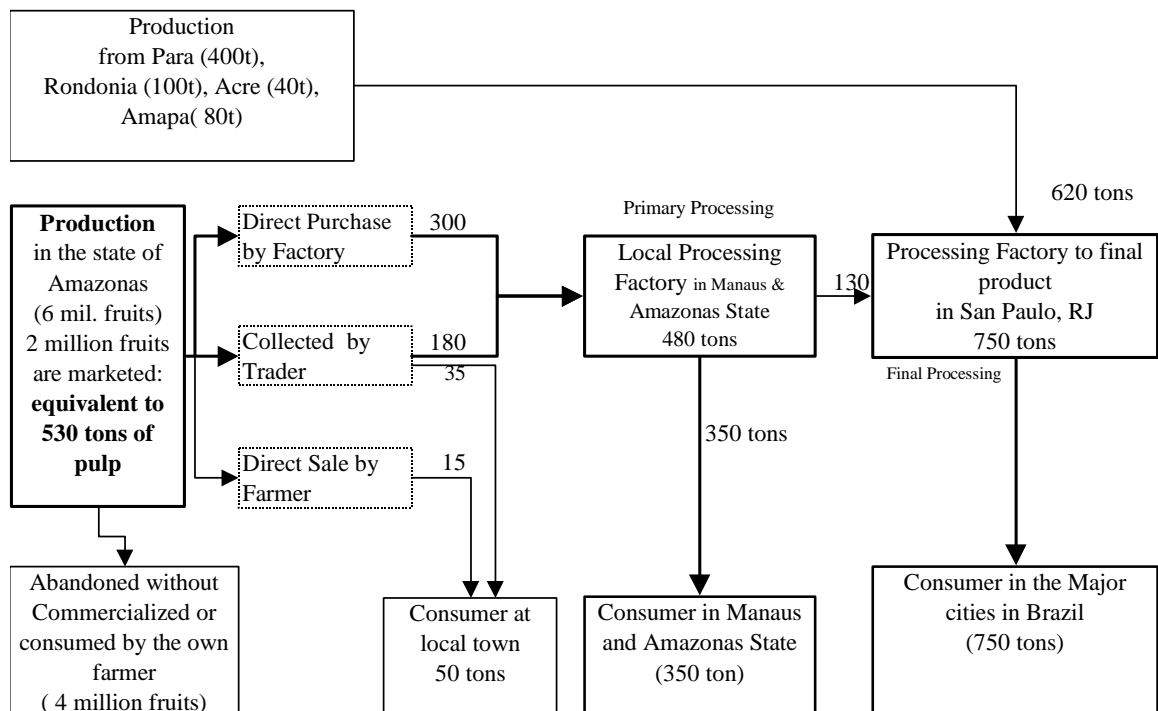 Production
from Para (400t),
Rondonia (100t), Acre (40t),
Amapa( 80t)
620 tons
Production
in the state of
Amazonas
(6 mil. fruits)
2 million fruits
are marketed:
equivalent to
530 tons of
pulp
Direct Purchase
by Factory
300
Collected by
Trader
180
35
Direct Sale by
Farmer
15
Primary Processing
Local Processing
Factory in Manaus &
Amazonas State
480 tons
130
Processing Factory to final
product
in San Paulo, RJ
750 tons
Final Processing
350 tons
Abandoned without
Commercialized or
consumed by the own
farmer
( 4 million fruits)
Consumer at
local town
50 tons
Consumer in Manaus
and Amazonas State
(350 ton)
Consumer in the Major
cities in Brazil
(750 tons)